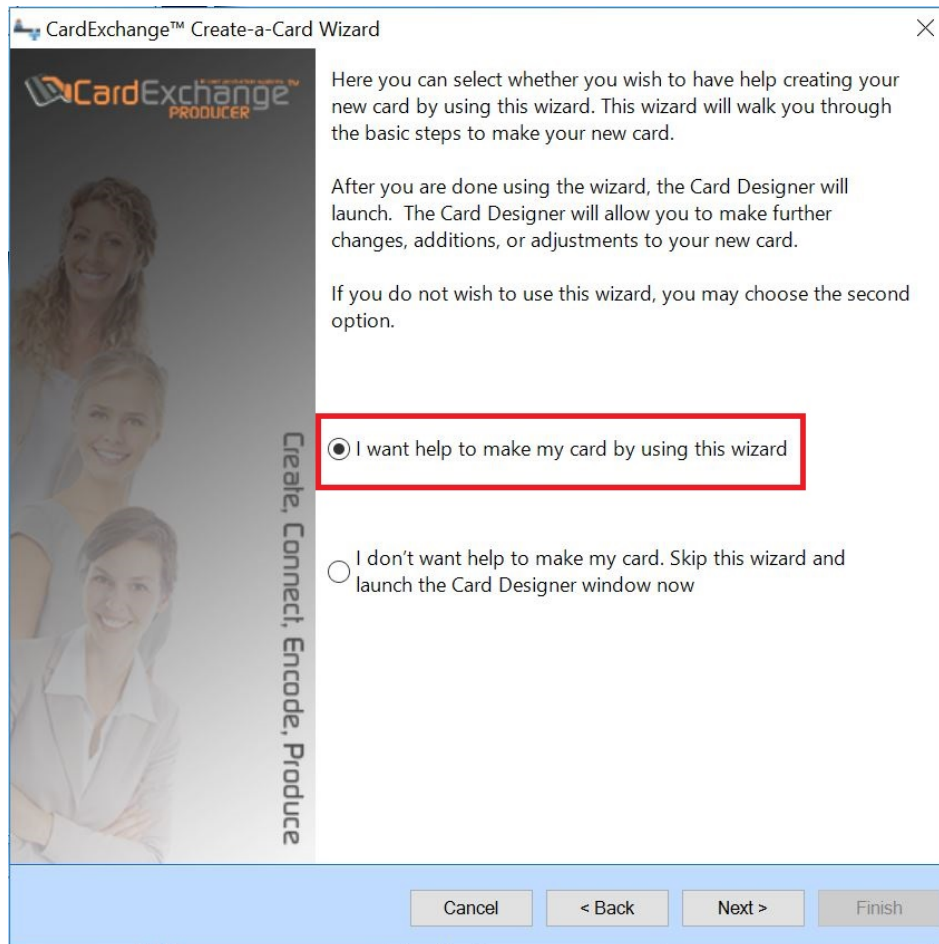 CardExchange™ Create-a-Card Wizard
CardExchange™
PRODUCER
Here you can select whether you wish to have help creating your
new card by using this wizard. This wizard will walk you through
the basic steps to make your new card.
After you are done using the wizard, the Card Designer will
launch. The Card Designer will allow you to make further
changes, additions, or adjustments to your new card.
If you do not wish to use this wizard, you may choose the second
option.
I want help to make my card by using this wizard
I don't want help to make my card. Skip this wizard and
launch the Card Designer window now
Create, Connect, Encode, Produce
Cancel
< Back
Next >
Finish